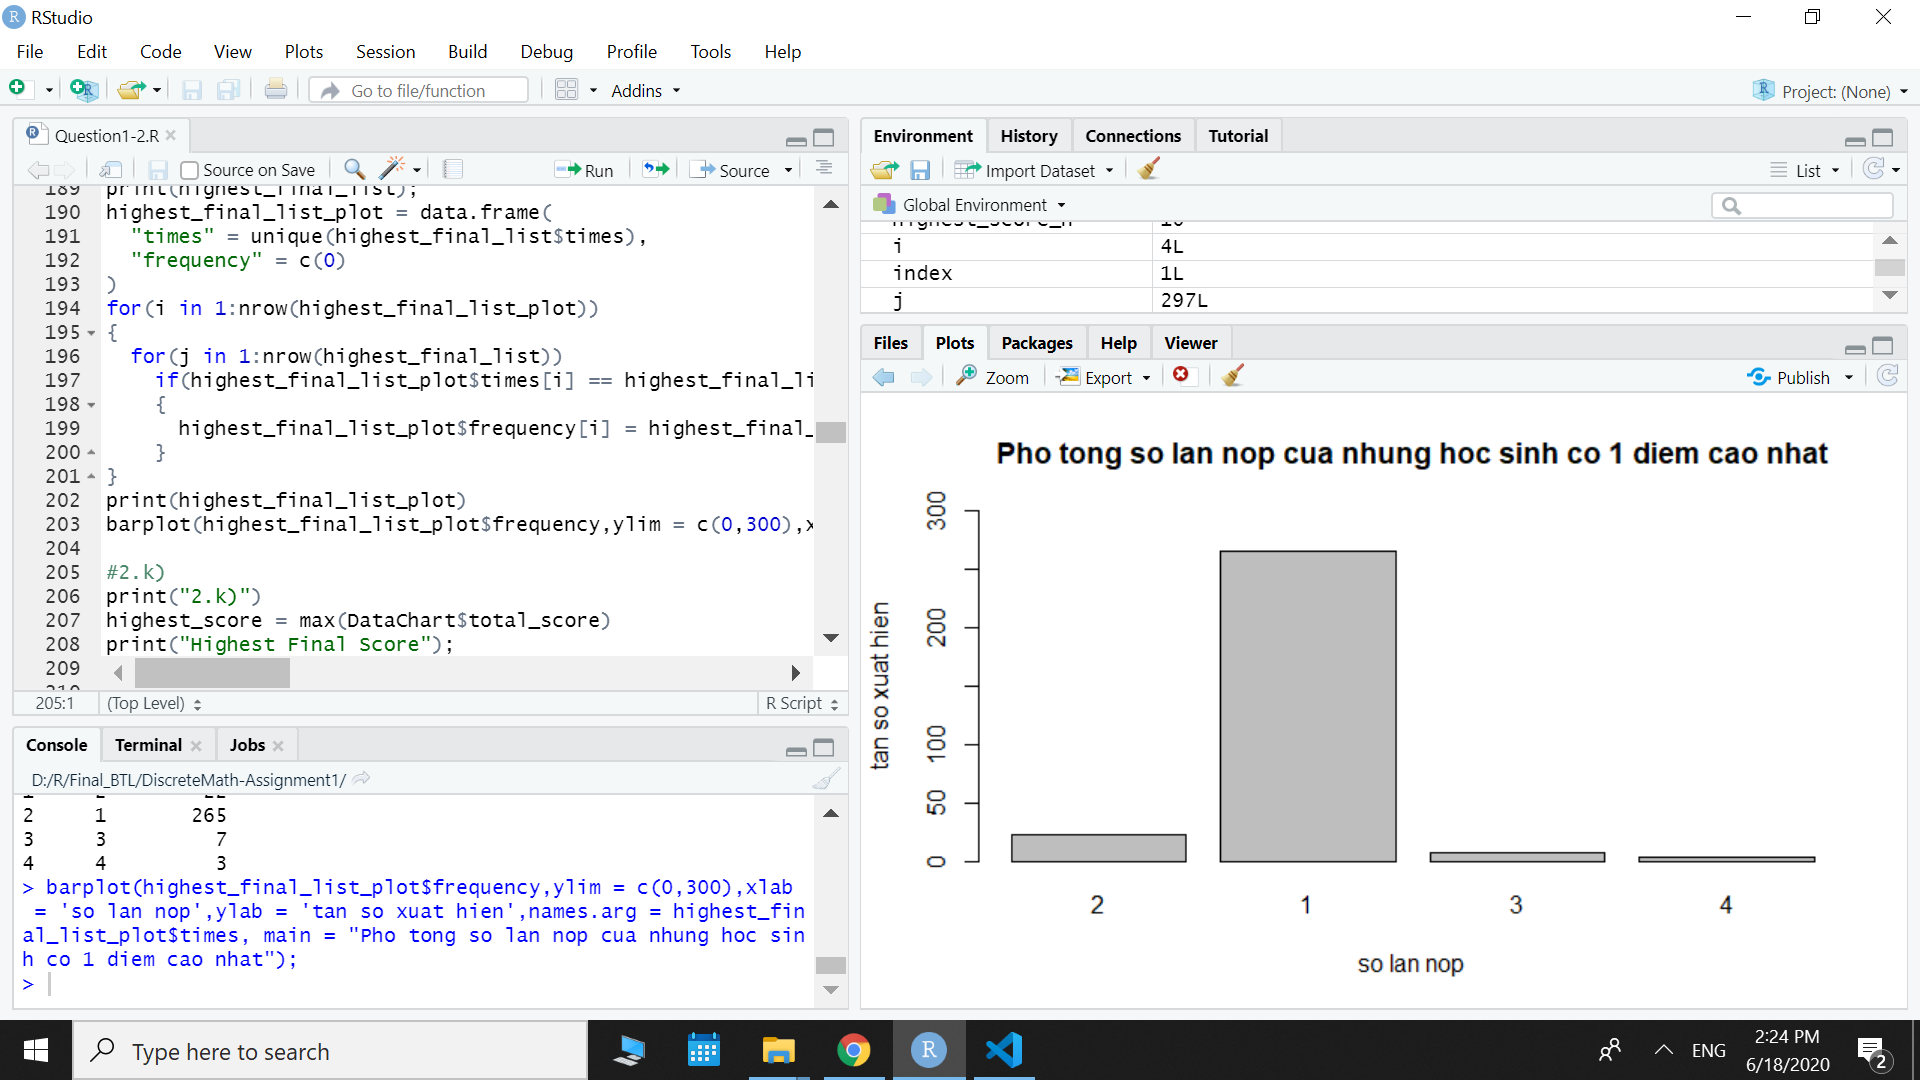 RStudio
File Edit Code View Plots Session Build Debug Profile Tools Help
Go to file/function Addins Project: (None)
Question1-2.R
Source on Save Run Source
189 print(highest_final_list);
190 highest_final_list_plot = data.frame(
191 "times" = unique(highest_final_list$times),
192 "frequency" = c(0)
193 )
194 for(i in 1:nrow(highest_final_list_plot))
195 {
196 for(j in 1:nrow(highest_final_list))
197 if(highest_final_list_plot$times[i] == highest_final_li
198 {
199 highest_final_list_plot$frequency[i] = highest_final_
200 }
201 }
202 print(highest_final_list_plot)
203 barplot(highest_final_list_plot$frequency,ylim = c(0,300),x
204
205 #2.k)
206 print("2.k)")
207 highest_score = max(DataChart$total_score)
208 print("Highest Final Score");
209
205:1 (Top Level) R Script
Console Terminal Jobs
D:/R/Final_BTL/DiscreteMath-Assignment1/
2 1 265
3 3 7
4 4 3
> barplot(highest_final_list_plot$frequency,ylim = c(0,300),xlab
= 'so lan nop',ylab = 'tan so xuat hien',names.arg = highest_fin
al_list_plot$times, main = "Pho tong so lan nop cua nhung hoc sin
h co 1 diem cao nhat");
>
Environment History Connections Tutorial
Import Dataset List
Global Environment
i 4L
index 1L
j 297L
Files Plots Packages Help Viewer
Zoom Export Publish
Pho tong so lan nop cua nhung hoc sinh co 1 diem cao nhat
tan so xuat hien
300
200
100
50
0
2 1 3 4
so lan nop
Type here to search
ENG
2:24 PM
6/18/2020
2